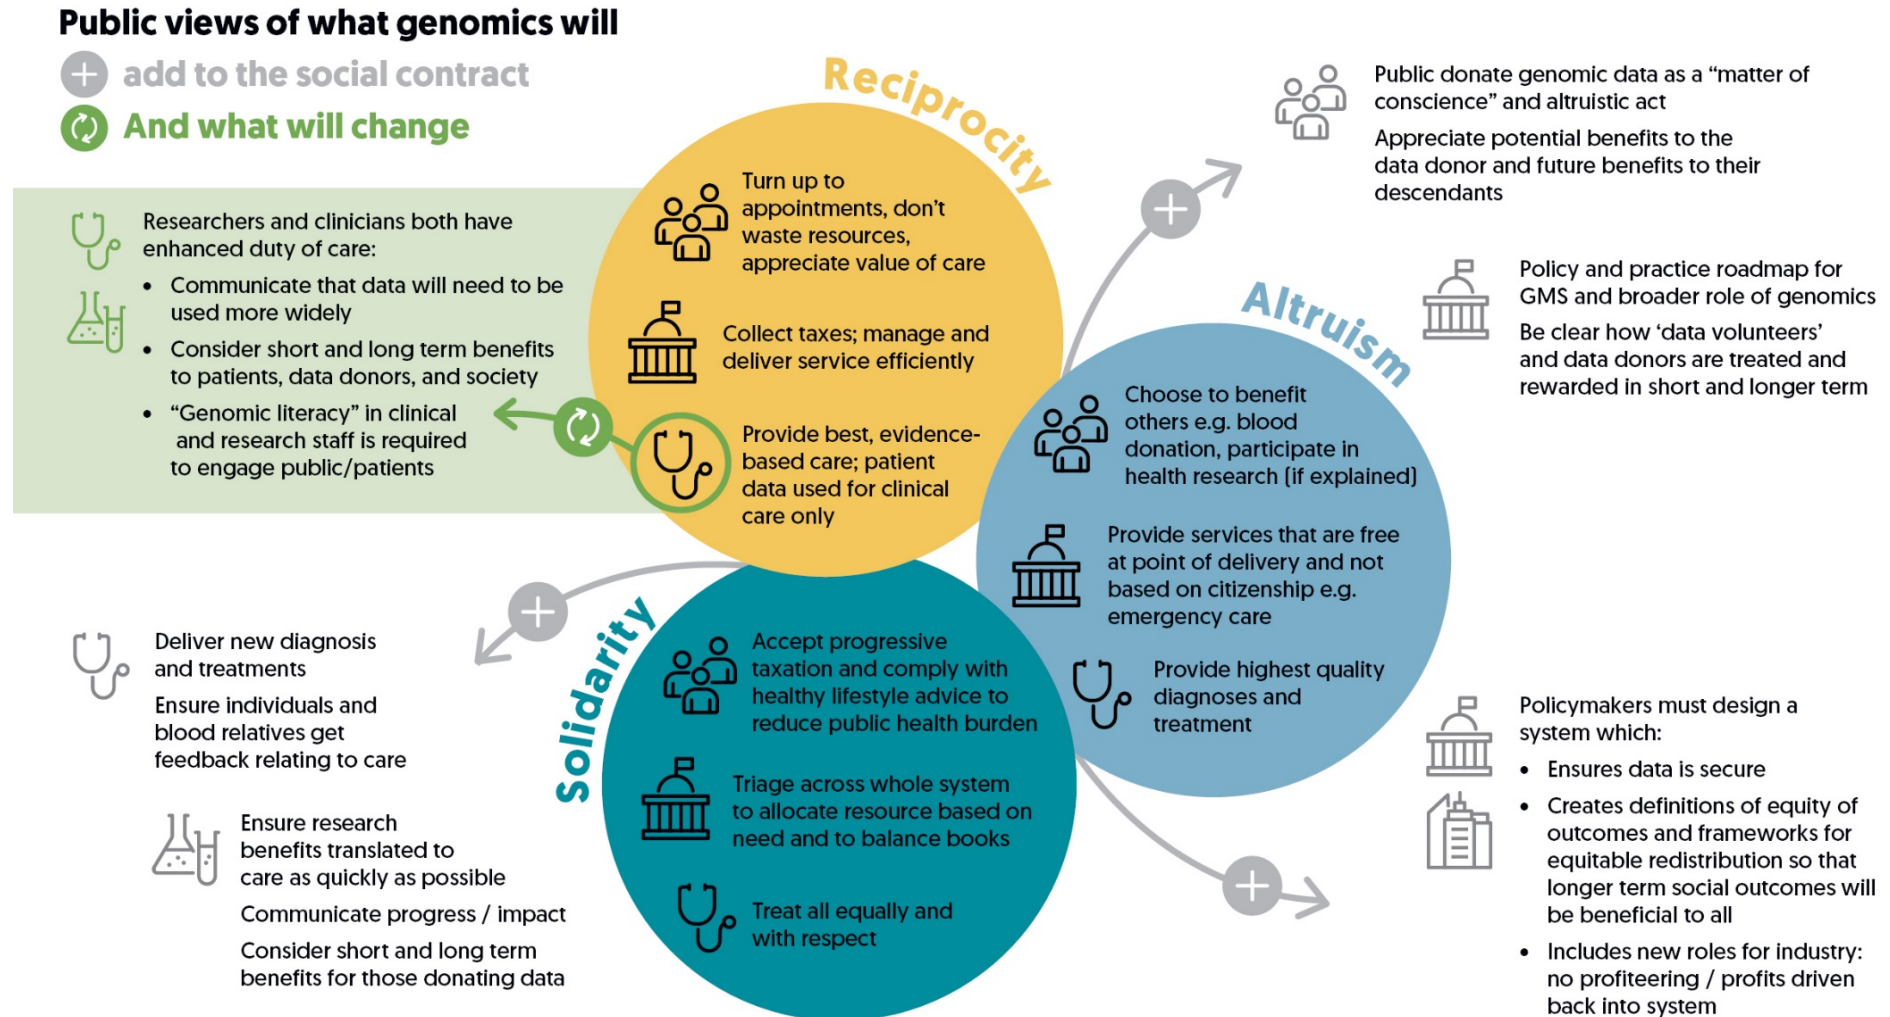 Public views of what genomics will
add to the social contract
And what will change
Researchers and clinicians both have
enhanced duty of care:
• Communicate that data will need to be
used more widely
• Consider short and long term benefits
to patients, data donors, and society
• “Genomic literacy” in clinical
and research staff is required
to engage public/patients
Reciprocity
Turn up to
appointments, don’t
waste resources,
appreciate value of care
Collect taxes; manage and
deliver service efficiently
Provide best, evidence-
based care; patient
data used for clinical
care only
Public donate genomic data as a “matter of
conscience” and altruistic act
Appreciate potential benefits to the
data donor and future benefits to their
descendants
Policy and practice roadmap for
GMS and broader role of genomics
Be clear how ‘data volunteers’
and data donors are treated and
rewarded in short and longer term
Altruism
Choose to benefit
others e.g. blood
donation, participate in
health research (if explained)
Provide services that are free
at point of delivery and not
based on citizenship e.g.
emergency care
Provide highest quality
diagnoses and
treatment
Solidarity
Accept progressive
taxation and comply with
healthy lifestyle advice to
reduce public health burden
Triage across whole system
to allocate resource based on
need and to balance books
Treat all equally and
with respect
Deliver new diagnosis
and treatments
Ensure individuals and
blood relatives get
feedback relating to care
Ensure research
benefits translated to
care as quickly as possible
Communicate progress / impact
Consider short and long term
benefits for those donating data
Policymakers must design a
system which:
• Ensures data is secure
• Creates definitions of equity of
outcomes and frameworks for
equitable redistribution so that
longer term social outcomes will
be beneficial to all
• Includes new roles for industry:
no profiteering / profits driven
back into system